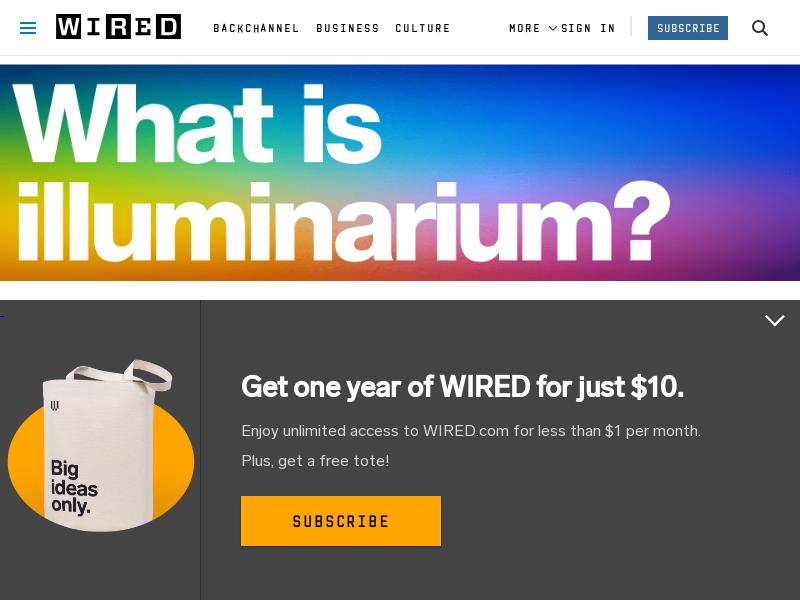 WIRED BACKCHANNEL BUSINESS CULTURE MORE SIGN IN SUBSCRIBE
What is
illuminarium?
Get one year of WIRED for just $10.
Enjoy unlimited access to WIRED.com for less than $1 per month.
Plus, get a free tote!
SUBSCRIBE
W
Big
ideas
only.